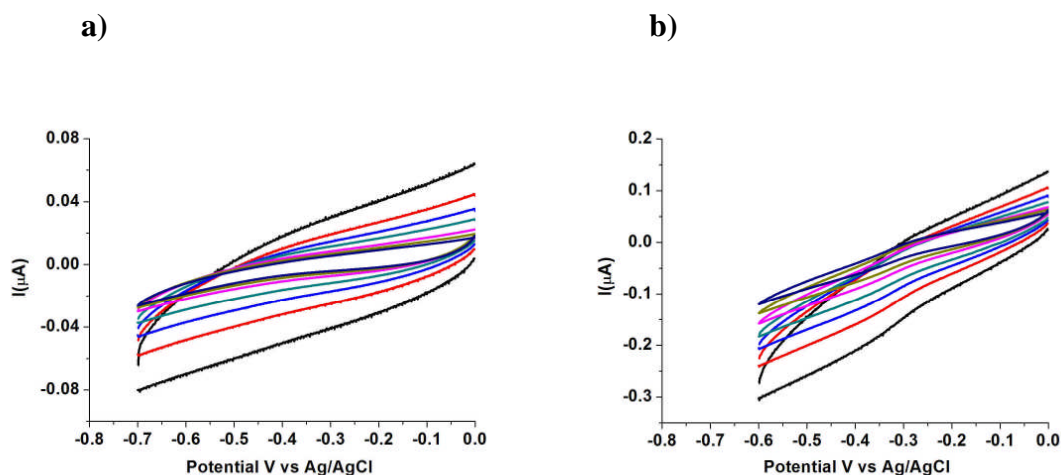 a)
b)
0.08
0.04
0.00
-0.04
-0.08
I(μA)
-0.8 -0.7 -0.6 -0.5 -0.4 -0.3 -0.2 -0.1 0.0
Potential V vs Ag/AgCl
0.2
0.1
0.0
-0.1
-0.2
-0.3
I(μA)
-0.8 -0.7 -0.6 -0.5 -0.4 -0.3 -0.2 -0.1 0.0
Potential V vs Ag/AgCl